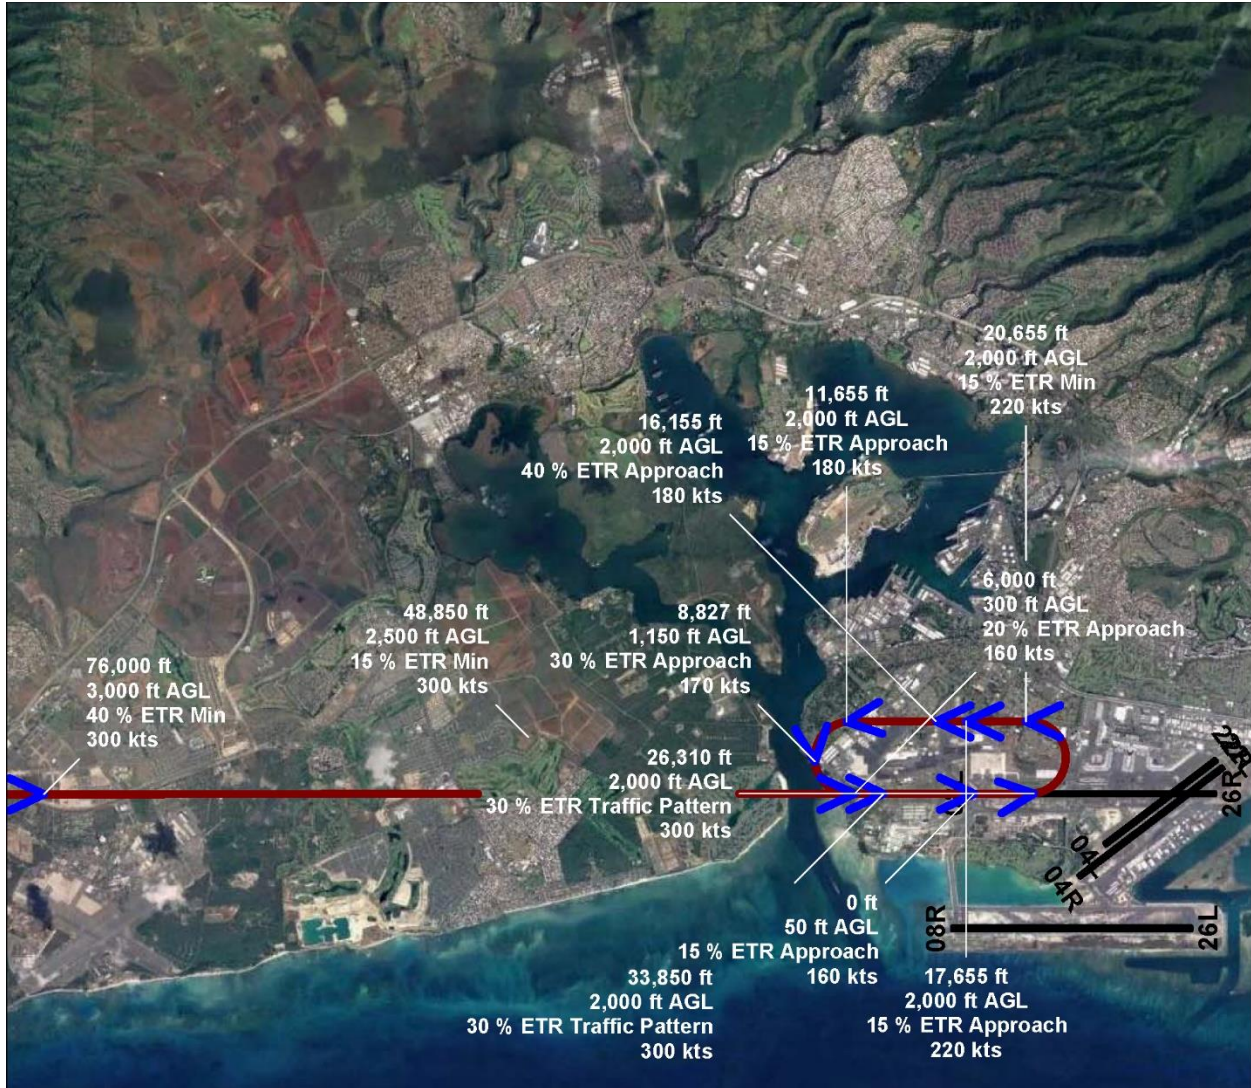 20,655 ft
2,000 ft AGL
15 % ETR Min
220 kts
11,655 ft
2,000 ft AGL
15 % ETR Approach
180 kts
16,155 ft
2,000 ft AGL
40 % ETR Approach
180 kts
6,000 ft
300 ft AGL
20 % ETR Approach
160 kts
48,850 ft
2,500 ft AGL
15 % ETR Min
300 kts
8,827 ft
1,150 ft AGL
30 % ETR Approach
170 kts
76,000 ft
3,000 ft AGL
40 % ETR Min
300 kts
26,310 ft
2,000 ft AGL
30 % ETR Traffic Pattern
300 kts
22R
26R
04L
04R
08R
26L
0 ft
50 ft AGL
15 % ETR Approach
160 kts
33,850 ft
2,000 ft AGL
30 % ETR Traffic Pattern
300 kts
17,655 ft
2,000 ft AGL
15 % ETR Approach
220 kts